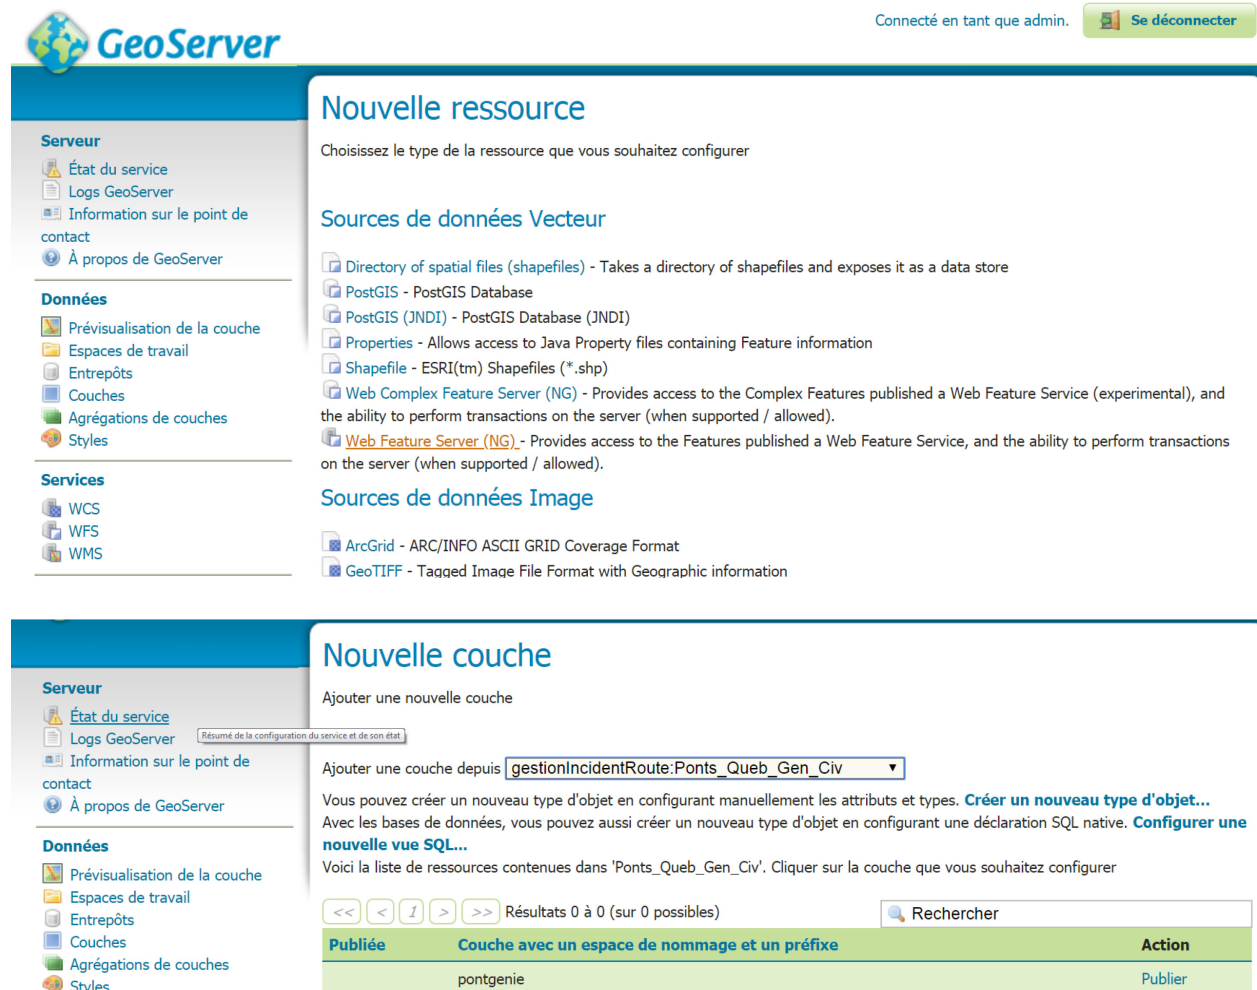 GeoServer
Connecté en tant que admin.
Se déconnecter
Serveur
État du service
Logs GeoServer
Information sur le point de
contact
À propos de GeoServer
Données
Prévisualisation de la couche
Espaces de travail
Entrepôts
Couches
Agrégations de couches
Styles
Services
WCS
WFS
WMS
Nouvelle ressource
Choisissez le type de la ressource que vous souhaitez configurer
Sources de données Vecteur
Directory of spatial files (shapefiles) - Takes a directory of shapefiles and exposes it as a data store
PostGIS - PostGIS Database
PostGIS (JNDI) - PostGIS Database (JNDI)
Properties - Allows access to Java Property files containing Feature information
Shapefile - ESRI(tm) Shapefiles (*.shp)
Web Complex Feature Server (NG) - Provides access to the Complex Features published a Web Feature Service (experimental), and
the ability to perform transactions on the server (when supported / allowed).
Web Feature Server (NG) - Provides access to the Features published a Web Feature Service, and the ability to perform transactions
on the server (when supported / allowed).
Sources de données Image
ArcGrid - ARC/INFO ASCII GRID Coverage Format
GeoTIFF - Tagged Image File Format with Geographic information
Serveur
État du service
Logs GeoServer
Résumé de la configuration du service et de son état
Information sur le point de
contact
À propos de GeoServer
Données
Prévisualisation de la couche
Espaces de travail
Entrepôts
Couches
Agrégations de couches
Styles
Nouvelle couche
Ajouter une nouvelle couche
Ajouter une couche depuis gestionIncidentRoute:Ponts_Queb_Gen_Civ
Vous pouvez créer un nouveau type d'objet en configurant manuellement les attributs et types. Créer un nouveau type d'objet...
Avec les bases de données, vous pouvez aussi créer un nouveau type d'objet en configurant une déclaration SQL native. Configurer une
nouvelle vue SQL...
Voici la liste de ressources contenues dans 'Ponts_Queb_Gen_Civ'. Cliquer sur la couche que vous souhaitez configurer
<< < 1 > >> Résultats 0 à 0 (sur 0 possibles)
Rechercher
Publiée Couche avec un espace de nommage et un préfixe Action
pontgenie Publier